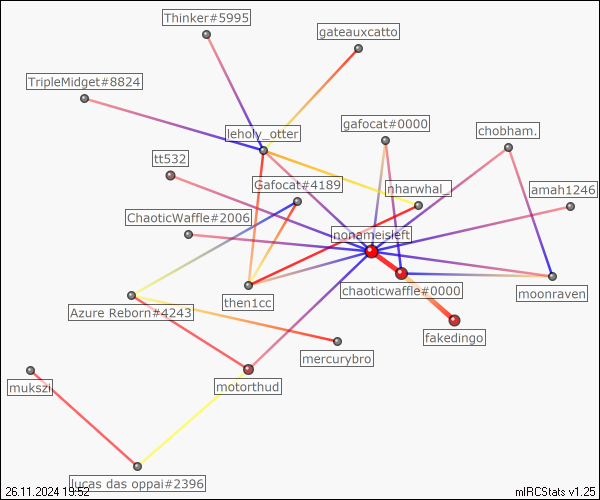 Thinker#5995
gateauxcatto
TripleMidget#8824
gafocat#0000
leholy_otter
chobham.
tt532
Gafocat#4189
nharwhal_
amah1246
ChaoticWaffle#2006
nonameisleft
chaoticwaffle#0000
moonraven
then1cc
Azure Reborn#4243
fakedingo
mercurybro
mukszi
motorthud
lucas das oppai#2396
26.11.2024 19:52
mIRCStats v1.25